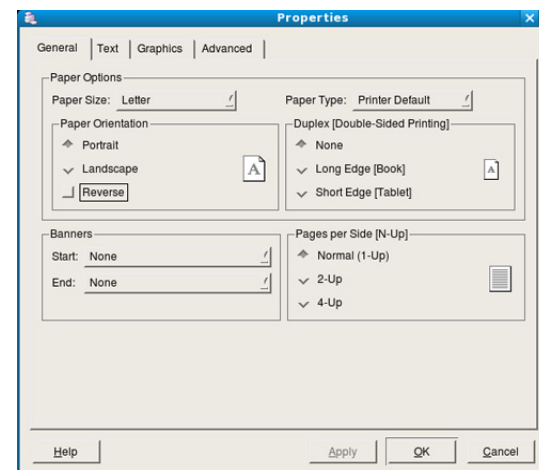 Properties
General Text Graphics Advanced
Paper Options
Paper Size: Letter Paper Type: Printer Default
Paper Orientation Duplex [Double-Sided Printing]
Portrait None
Landscape Long Edge [Book]
Reverse Short Edge [Tablet]
A A
Banners Pages per Side [N-Up]
Start: None Normal (1-Up)
End: None 2-Up
4-Up
Help Apply OK Cancel